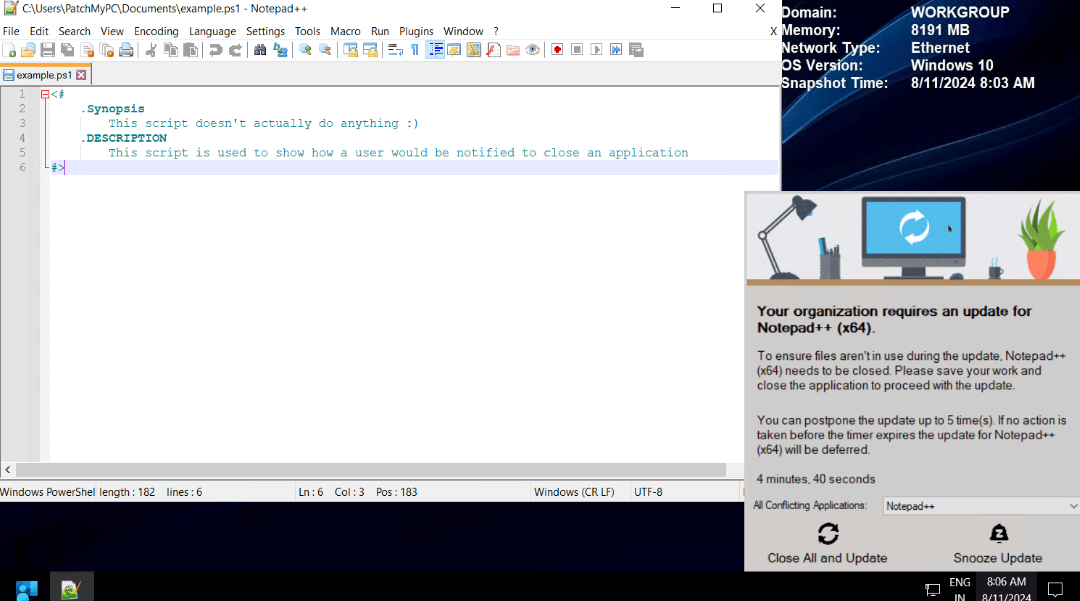 C:\Users\PatchMyPC\Documents\example.ps1 - Notepad++
File Edit Search View Encoding Language Settings Tools Macro Run Plugins Window ? X
example.ps1
1 <#
2 .Synopsis
3 This script doesn't actually do anything :)
4 .DESCRIPTION
5 This script is used to show how a user would be notified to close an application
6 #>
Windows PowerShel length : 182 lines : 6 Ln : 6 Col : 3 Pos : 183 Windows (CR LF) UTF-8
Domain: WORKGROUP
Memory: 8191 MB
Network Type: Ethernet
OS Version: Windows 10
Snapshot Time: 8/11/2024 8:03 AM
Your organization requires an update for
Notepad++ (x64).
To ensure files aren't in use during the update, Notepad++
(x64) needs to be closed. Please save your work and
close the application to proceed with the update.
You can postpone the update up to 5 time(s). If no action is
taken before the timer expires the update for Notepad++
(x64) will be deferred.
4 minutes, 40 seconds
All Conflicting Applications: Notepad++
Close All and Update Snooze Update
ENG 8:06 AM
IN 8/11/2024